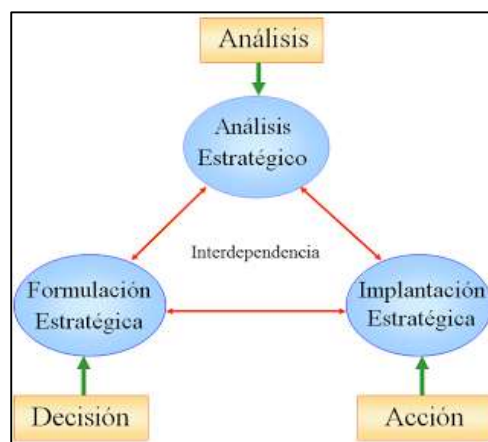 Análisis
Análisis
Estratégico
Interdependencia
Formulación
Estratégica
Implantación
Estratégica
Decisión
Acción